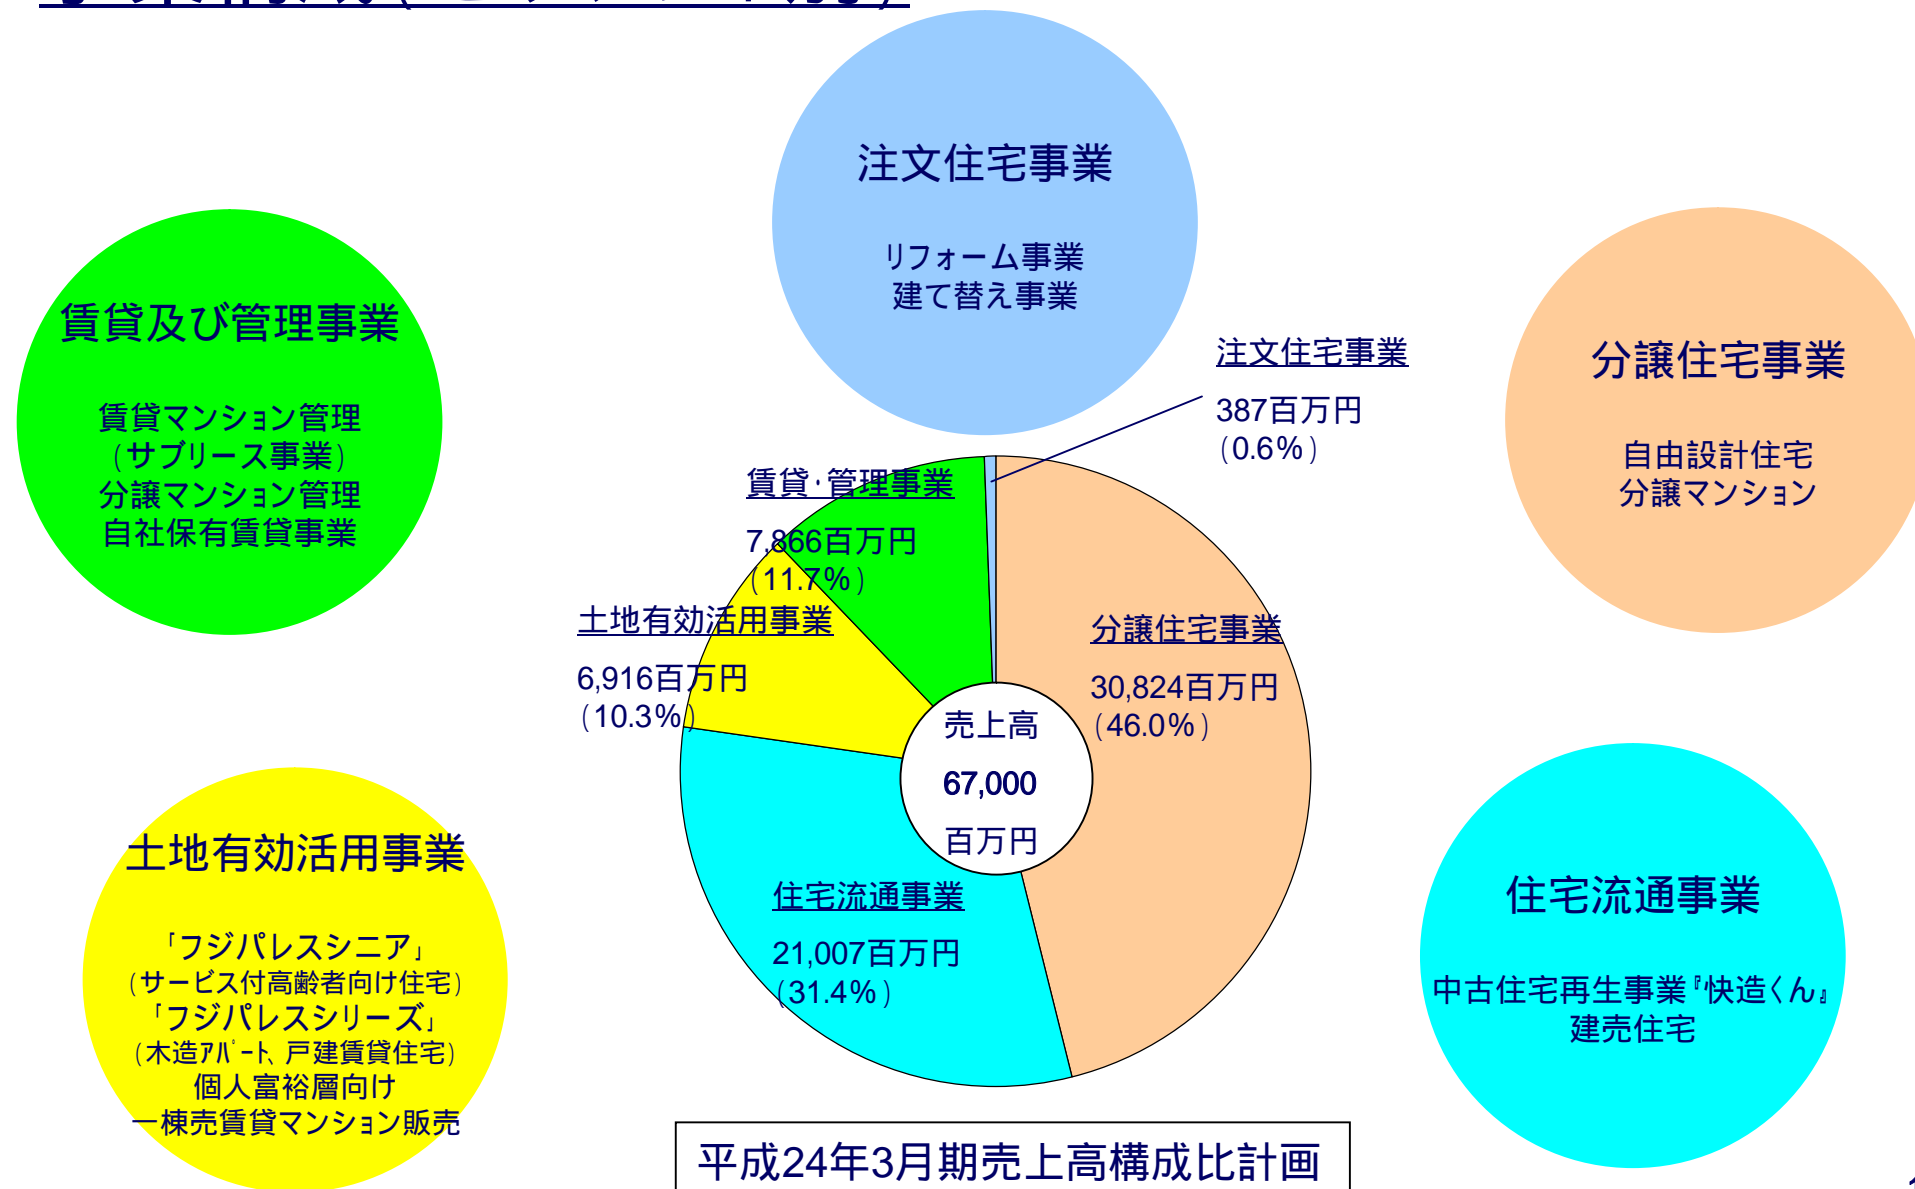 注文住宅事業
リフォーム事業
建て替え事業
賃貸及び管理事業
賃貸マンション管理
（サブリース事業）
分譲マンション管理
自社保有賃貸事業
分譲住宅事業
自由設計住宅
分譲マンション
注文住宅事業
387百万円
（0.6%）
賃貸・管理事業
7,866百万円
（11.7%）
土地有効活用事業
6,916百万円
（10.3%）
分譲住宅事業
30,824百万円
（46.0%）
売上高
67,000
百万円
住宅流通事業
21,007百万円
（31.4%）
土地有効活用事業
「フジパレスシニア」
（サービス付高齢者向け住宅）
「フジパレスシリーズ」
（木造ｱﾊﾟｰﾄ、戸建賃貸住宅）
個人富裕層向け
一棟売賃貸マンション販売
住宅流通事業
中古住宅再生事業『快造くん』
建売住宅
平成24年3月期売上高構成比計画